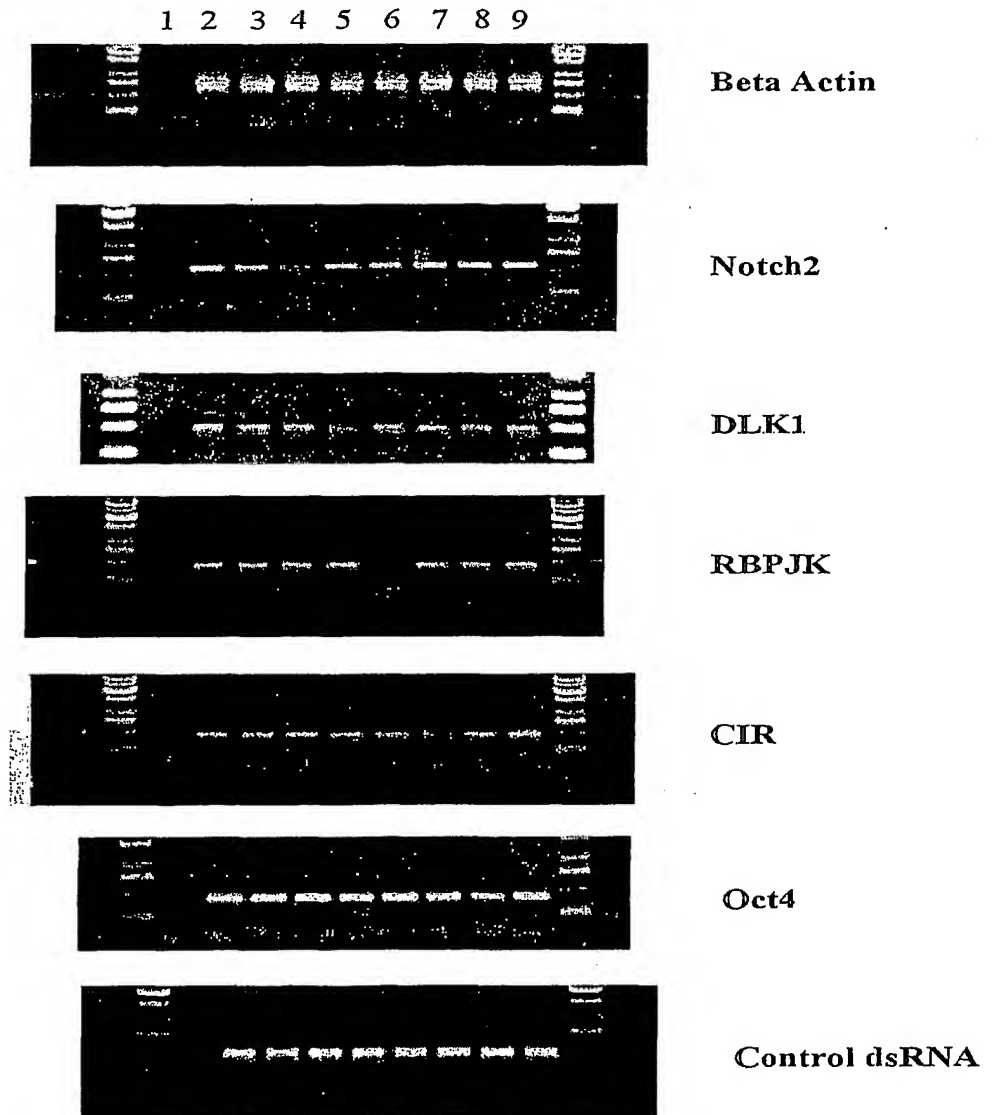 1 2 3 4 5 6 7 8 9
Beta Actin
Notch2
DLK1
RBPJK
CIR
Oct4
Control dsRNA